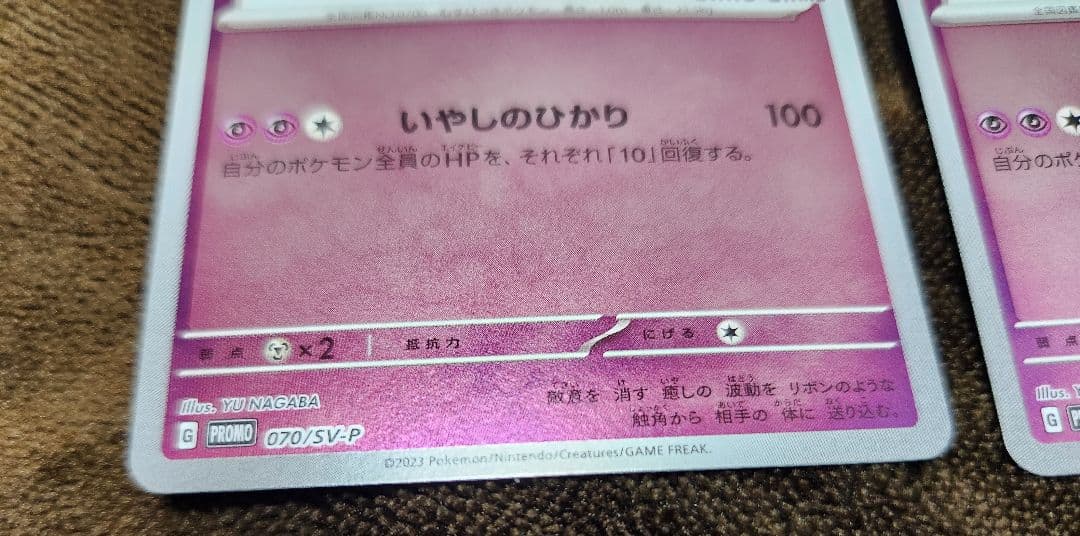 いやしのひかり 100
自分のポケモン全員のHPを、それぞれ「10」回復する。
弱点 ×2 抵抗力 にげる
敵意を 消す 癒しの 波動を リボンのような
触角から 相手の 体に 送り込む。
Illus. YU NAGABA
G PROMO 070/SV-P
©2023 Pokémon/Nintendo/Creatures/GAME FREAK.
自分のポケ
弱点
Illus.
G